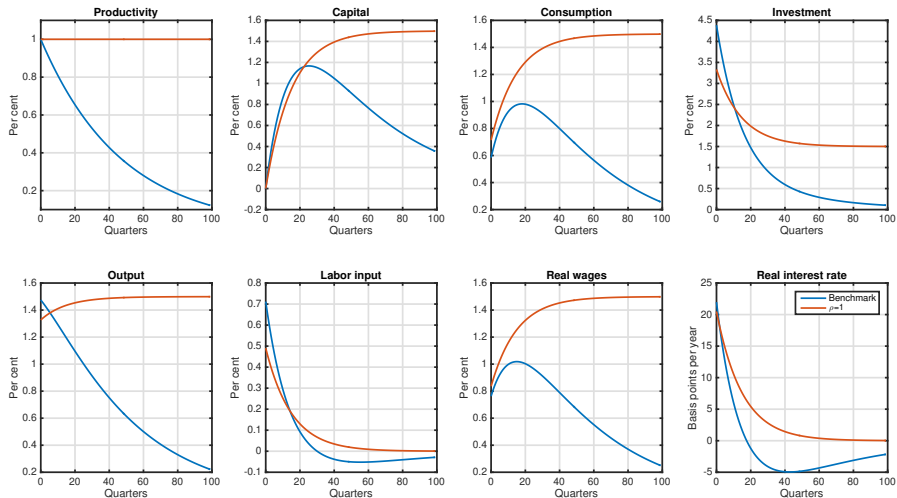 Productivity
Per cent
1
0.8
0.6
0.4
0.2
0 20 40 60 80 100
Quarters
Capital
Per cent
1.6
1.4
1.2
1
0.8
0.6
0.4
0.2
0
-0.2
0 20 40 60 80 100
Quarters
Consumption
Per cent
1.6
1.4
1.2
1
0.8
0.6
0.4
0.2
0 20 40 60 80 100
Quarters
Investment
Per cent
4.5
4
3.5
3
2.5
2
1.5
1
0.5
0
0 20 40 60 80 100
Quarters
Output
Per cent
1.6
1.4
1.2
1
0.8
0.6
0.4
0.2
0 20 40 60 80 100
Quarters
Labor input
Per cent
0.8
0.7
0.6
0.5
0.4
0.3
0.2
0.1
0
-0.1
0 20 40 60 80 100
Quarters
Real wages
Per cent
1.6
1.4
1.2
1
0.8
0.6
0.4
0.2
0 20 40 60 80 100
Quarters
Real interest rate
Basis points per year
25
20
15
10
5
0
-5
0 20 40 60 80 100
Quarters
Benchmark
ρ=1